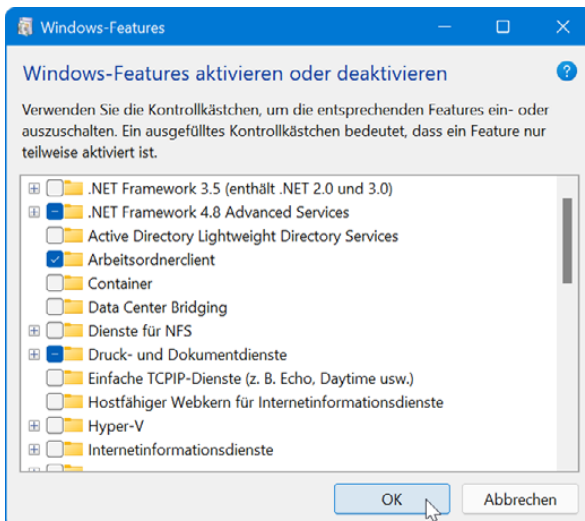 Windows-Features
Windows-Features aktivieren oder deaktivieren
Verwenden Sie die Kontrollkästchen, um die entsprechenden Features ein- oder
auszuschalten. Ein ausgefülltes Kontrollkästchen bedeutet, dass ein Feature nur
teilweise aktiviert ist.
.NET Framework 3.5 (enthält .NET 2.0 und 3.0)
.NET Framework 4.8 Advanced Services
Active Directory Lightweight Directory Services
Arbeitsordnerclient
Container
Data Center Bridging
Dienste für NFS
Druck- und Dokumentdienste
Einfache TCPIP-Dienste (z. B. Echo, Daytime usw.)
Hostfähiger Webkern für Internetinformationsdienste
Hyper-V
Internetinformationsdienste
OK
Abbrechen